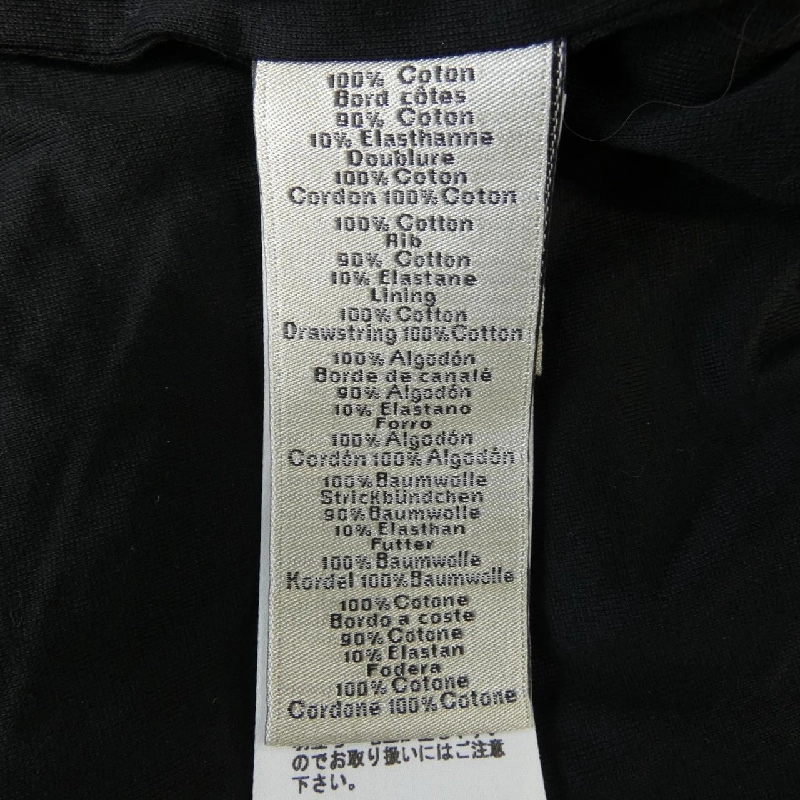 100% Coton
Bord côtes
90% Coton
10% Elasthanne
Doublure
100% Coton
Cordon 100% Coton
100% Cotton
Rib
90% Cotton
10% Elastane
Lining
100% Cotton
Drawstring 100% Cotton
100% Algodón
Borde de canalé
90% Algodón
10% Elastano
Forro
100% Algodón
Cordón 100% Algodón
100% Baumwolle
Strickbündchen
90% Baumwolle
10% Elasthan
Futter
100% Baumwolle
Kordel 100% Baumwolle
100% Cotone
Bordo a coste
90% Cotone
10% Elastan
Fodera
100% Cotone
Cordone 100% Cotone
のでお取り扱いにはご注意
下さい。